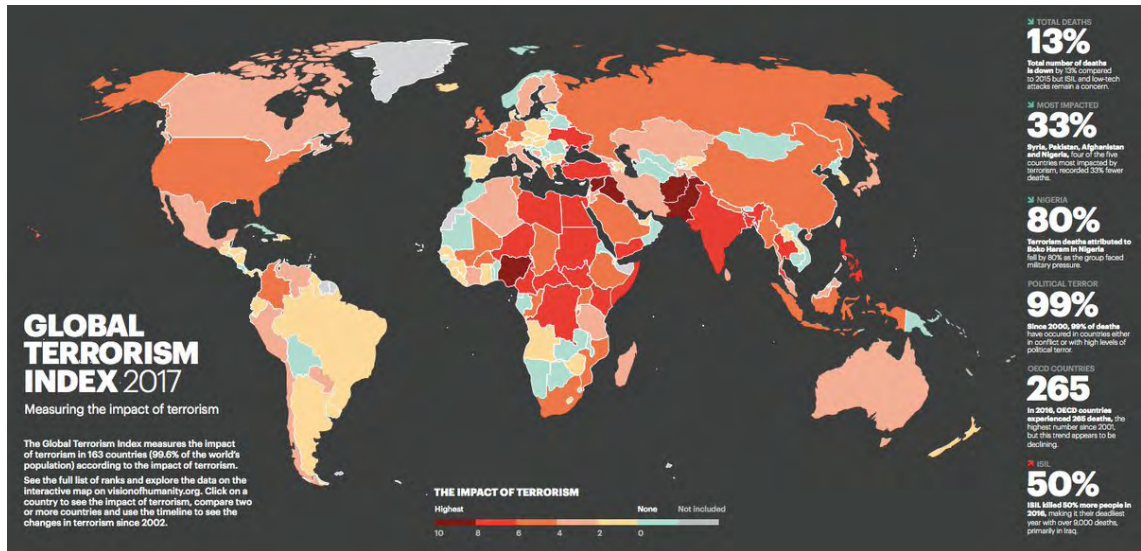 GLOBAL
TERRORISM
INDEX 2017
Measuring the impact of terrorism
The Global Terrorism Index measures the impact
of terrorism in 163 countries (99.6% of the world's
population) according to the impact of terrorism.
See the full list of ranks and explore the data on the
interactive map on visionofhumanity.org. Click on a
country to see the impact of terrorism, compare two
or more countries and use the timeline to see the
changes in terrorism since 2002.
THE IMPACT OF TERRORISM
Highest None Not included
10 8 6 4 2 0
TOTAL DEATHS
13%
Total number of deaths
is down by 13% compared
to 2015 but ISIL and low-tech
attacks remain a concern.
MOST IMPACTED
33%
Syria, Pakistan, Afghanistan
and Nigeria, four of the five
countries most impacted by
terrorism, recorded 33% fewer
deaths.
NIGERIA
80%
Terrorism deaths attributed to
Boko Haram in Nigeria
fell by 80% as the group faced
military pressure.
POLITICAL TERROR
99%
Since 2000, 99% of deaths
have occured in countries either
in conflict or with high levels of
political terror.
OECD COUNTRIES
265
In 2016, OECD countries
experienced 265 deaths, the
highest number since 2001,
but this trend appears to be
declining.
ISIL
50%
ISIL killed 50% more people in
2016, making it their deadliest
year with over 9,000 deaths,
primarily in Iraq.